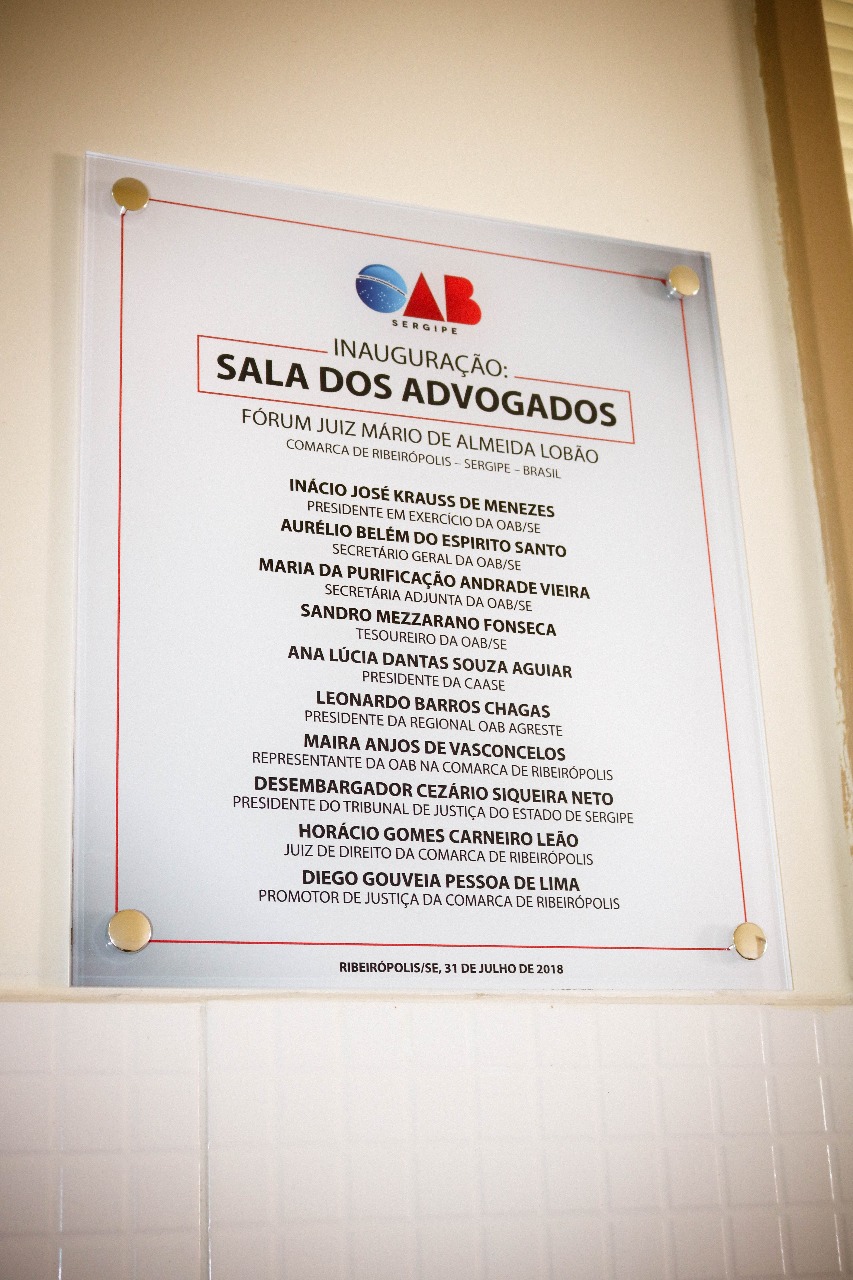 OAB
SERGIPE
INAUGURAÇÃO:
SALA DOS ADVOGADOS
FÓRUM JUIZ MÁRIO DE ALMEIDA LOBÃO
COMARCA DE RIBEIRÓPOLIS – SERGIPE – BRASIL
INÁCIO JOSÉ KRAUSS DE MENEZES
PRESIDENTE EM EXERCÍCIO DA OAB/SE
AURÉLIO BELÉM DO ESPIRITO SANTO
SECRETÁRIO GERAL DA OAB/SE
MARIA DA PURIFICAÇÃO ANDRADE VIEIRA
SECRETÁRIA ADJUNTA DA OAB/SE
SANDRO MEZZARANO FONSECA
TESOUREIRO DA OAB/SE
ANA LÚCIA DANTAS SOUZA AGUIAR
PRESIDENTE DA CAASE
LEONARDO BARROS CHAGAS
PRESIDENTE DA REGIONAL OAB AGRESTE
MAIRA ANJOS DE VASCONCELOS
REPRESENTANTE DA OAB NA COMARCA DE RIBEIRÓPOLIS
DESEMBARGADOR CEZÁRIO SIQUEIRA NETO
PRESIDENTE DO TRIBUNAL DE JUSTIÇA DO ESTADO DE SERGIPE
HORÁCIO GOMES CARNEIRO LEÃO
JUIZ DE DIREITO DA COMARCA DE RIBEIRÓPOLIS
DIEGO GOUVEIA PESSOA DE LIMA
PROMOTOR DE JUSTIÇA DA COMARCA DE RIBEIRÓPOLIS
RIBEIRÓPOLIS/SE, 31 DE JULHO DE 2018